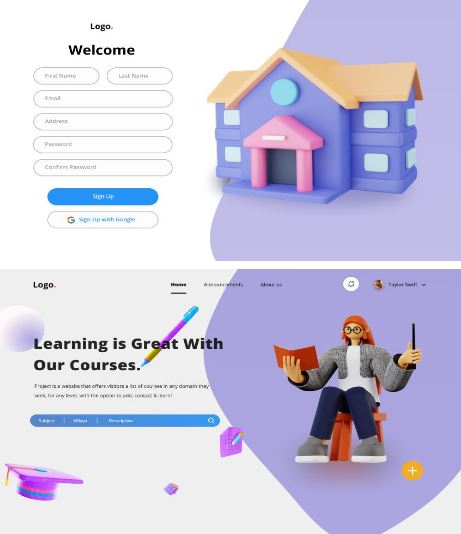 Logo.
Welcome
First Name Last Name
Email
Address
Password
Confirm Password
Sign Up
Sign Up with Google
Logo.
Home Announcements About us Taylor Swift
Learning is Great With
Our Courses.
Project is a website that offers visitors a list of courses in any domain they
seek, for any level, with the option to add, contact & learn!
Subject Wilaya Description